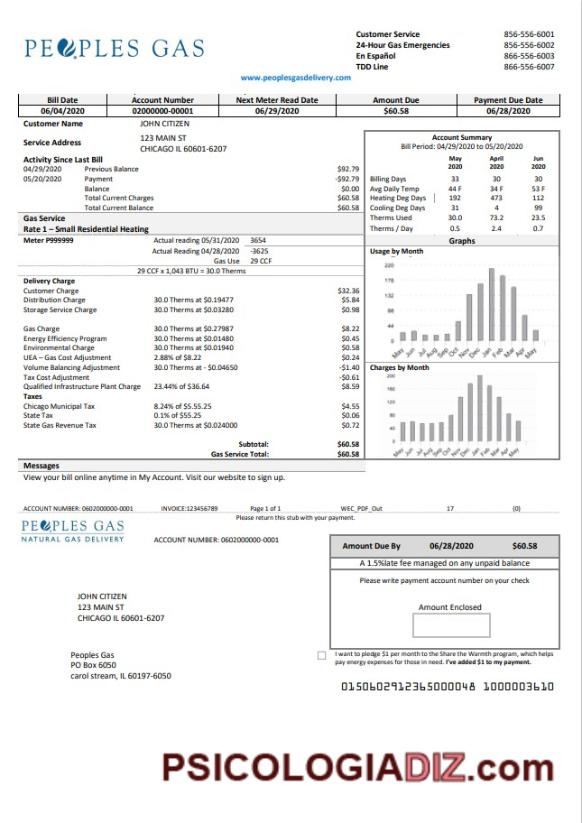 PEOPLES GAS
Customer Service 856-556-6001
24-Hour Gas Emergencies 856-556-6002
En Español 866-556-6003
TDD Line 866-556-6007
www.peoplesgasdelivery.com
Bill Date Account Number Next Meter Read Date Amount Due Payment Due Date
06/04/2020 02000000-00001 06/29/2020 $60.58 06/28/2020
Customer Name JOHN CITIZEN
Service Address 123 MAIN ST
CHICAGO IL 60601-6207
Activity Since Last Bill
04/29/2020 Previous Balance $92.79
05/20/2020 Payment -$92.79
Balance $0.00
Total Current Charges $60.58
Total Current Balance $60.58
Gas Service
Rate 1 – Small Residential Heating
Meter P999999 Actual reading 05/31/2020 3654
Actual reading 04/28/2020 -3625
Gas Use 29 CCF
29 CCF x 1,043 BTU = 30.0 Therms
Delivery Charge
Customer Charge $32.36
Distribution Charge 30.0 Therms at $0.19477 $5.84
Storage Service Charge 30.0 Therms at $0.03280 $0.98
Gas Charge 30.0 Therms at $0.27987 $8.22
Energy Efficiency Program 30.0 Therms at $0.01480 $0.45
Environmental Charge 30.0 Therms at $0.01940 $0.58
UEA – Gas Cost Adjustment 2.88% of $8.22 $0.24
Volume Balancing Adjustment 30.0 Therms at - $0.04650 -$1.40
Tax Cost Adjustment -$0.61
Qualified Infrastructure Plant Charge 23.44% of $36.64 $8.59
Taxes
Chicago Municipal Tax 8.24% of $5.55.25 $4.55
State Tax 0.1% of $55.25 $0.06
State Gas Revenue Tax 30.0 Therms at $0.024000 $0.72
Subtotal: $60.58
Gas Service Total: $60.58
Account Summary
Bill Period: 04/29/2020 to 05/20/2020
May April Jun
2020 2020 2020
Billing Days 33 30 30
Avg Daily Temp 44 F 34 F 53 F
Heating Deg Days 192 473 112
Cooling Deg Days 31 4 99
Therms Used 30.0 73.2 23.5
Therms / Day 0.5 2.4 0.7
Graphs
Usage by Month
220
178
132
88
44
0
May Jun Jul Aug Sep Oct Nov Dec Jan Feb Mar Apr May
Charges by Month
200
160
120
80
40
0
May Jun Jul Aug Sep Oct Nov Dec Jan Feb Mar Apr May
Messages
View your bill online anytime in My Account. Visit our website to sign up.
ACCOUNT NUMBER: 0602000000-0001 INVOICE:123456789 Page 1 of 1 WEC_PDF_Out 17 (0)
Please return this stub with your payment.
PEOPLES GAS
NATURAL GAS DELIVERY
ACCOUNT NUMBER: 0602000000-0001
Amount Due By 06/28/2020 $60.58
A 1.5%late fee managed on any unpaid balance
Please write payment account number on your check
Amount Enclosed
JOHN CITIZEN
123 MAIN ST
CHICAGO IL 60601-6207
Peoples Gas
PO Box 6050
carol stream, IL 60197-6050
I want to pledge $1 per month to the Share the Warmth program, which helps
pay energy expenses for those in need. I've added $1 to my payment.
0150602912365000048 1000003610
PSICOLOGIADIZ.com